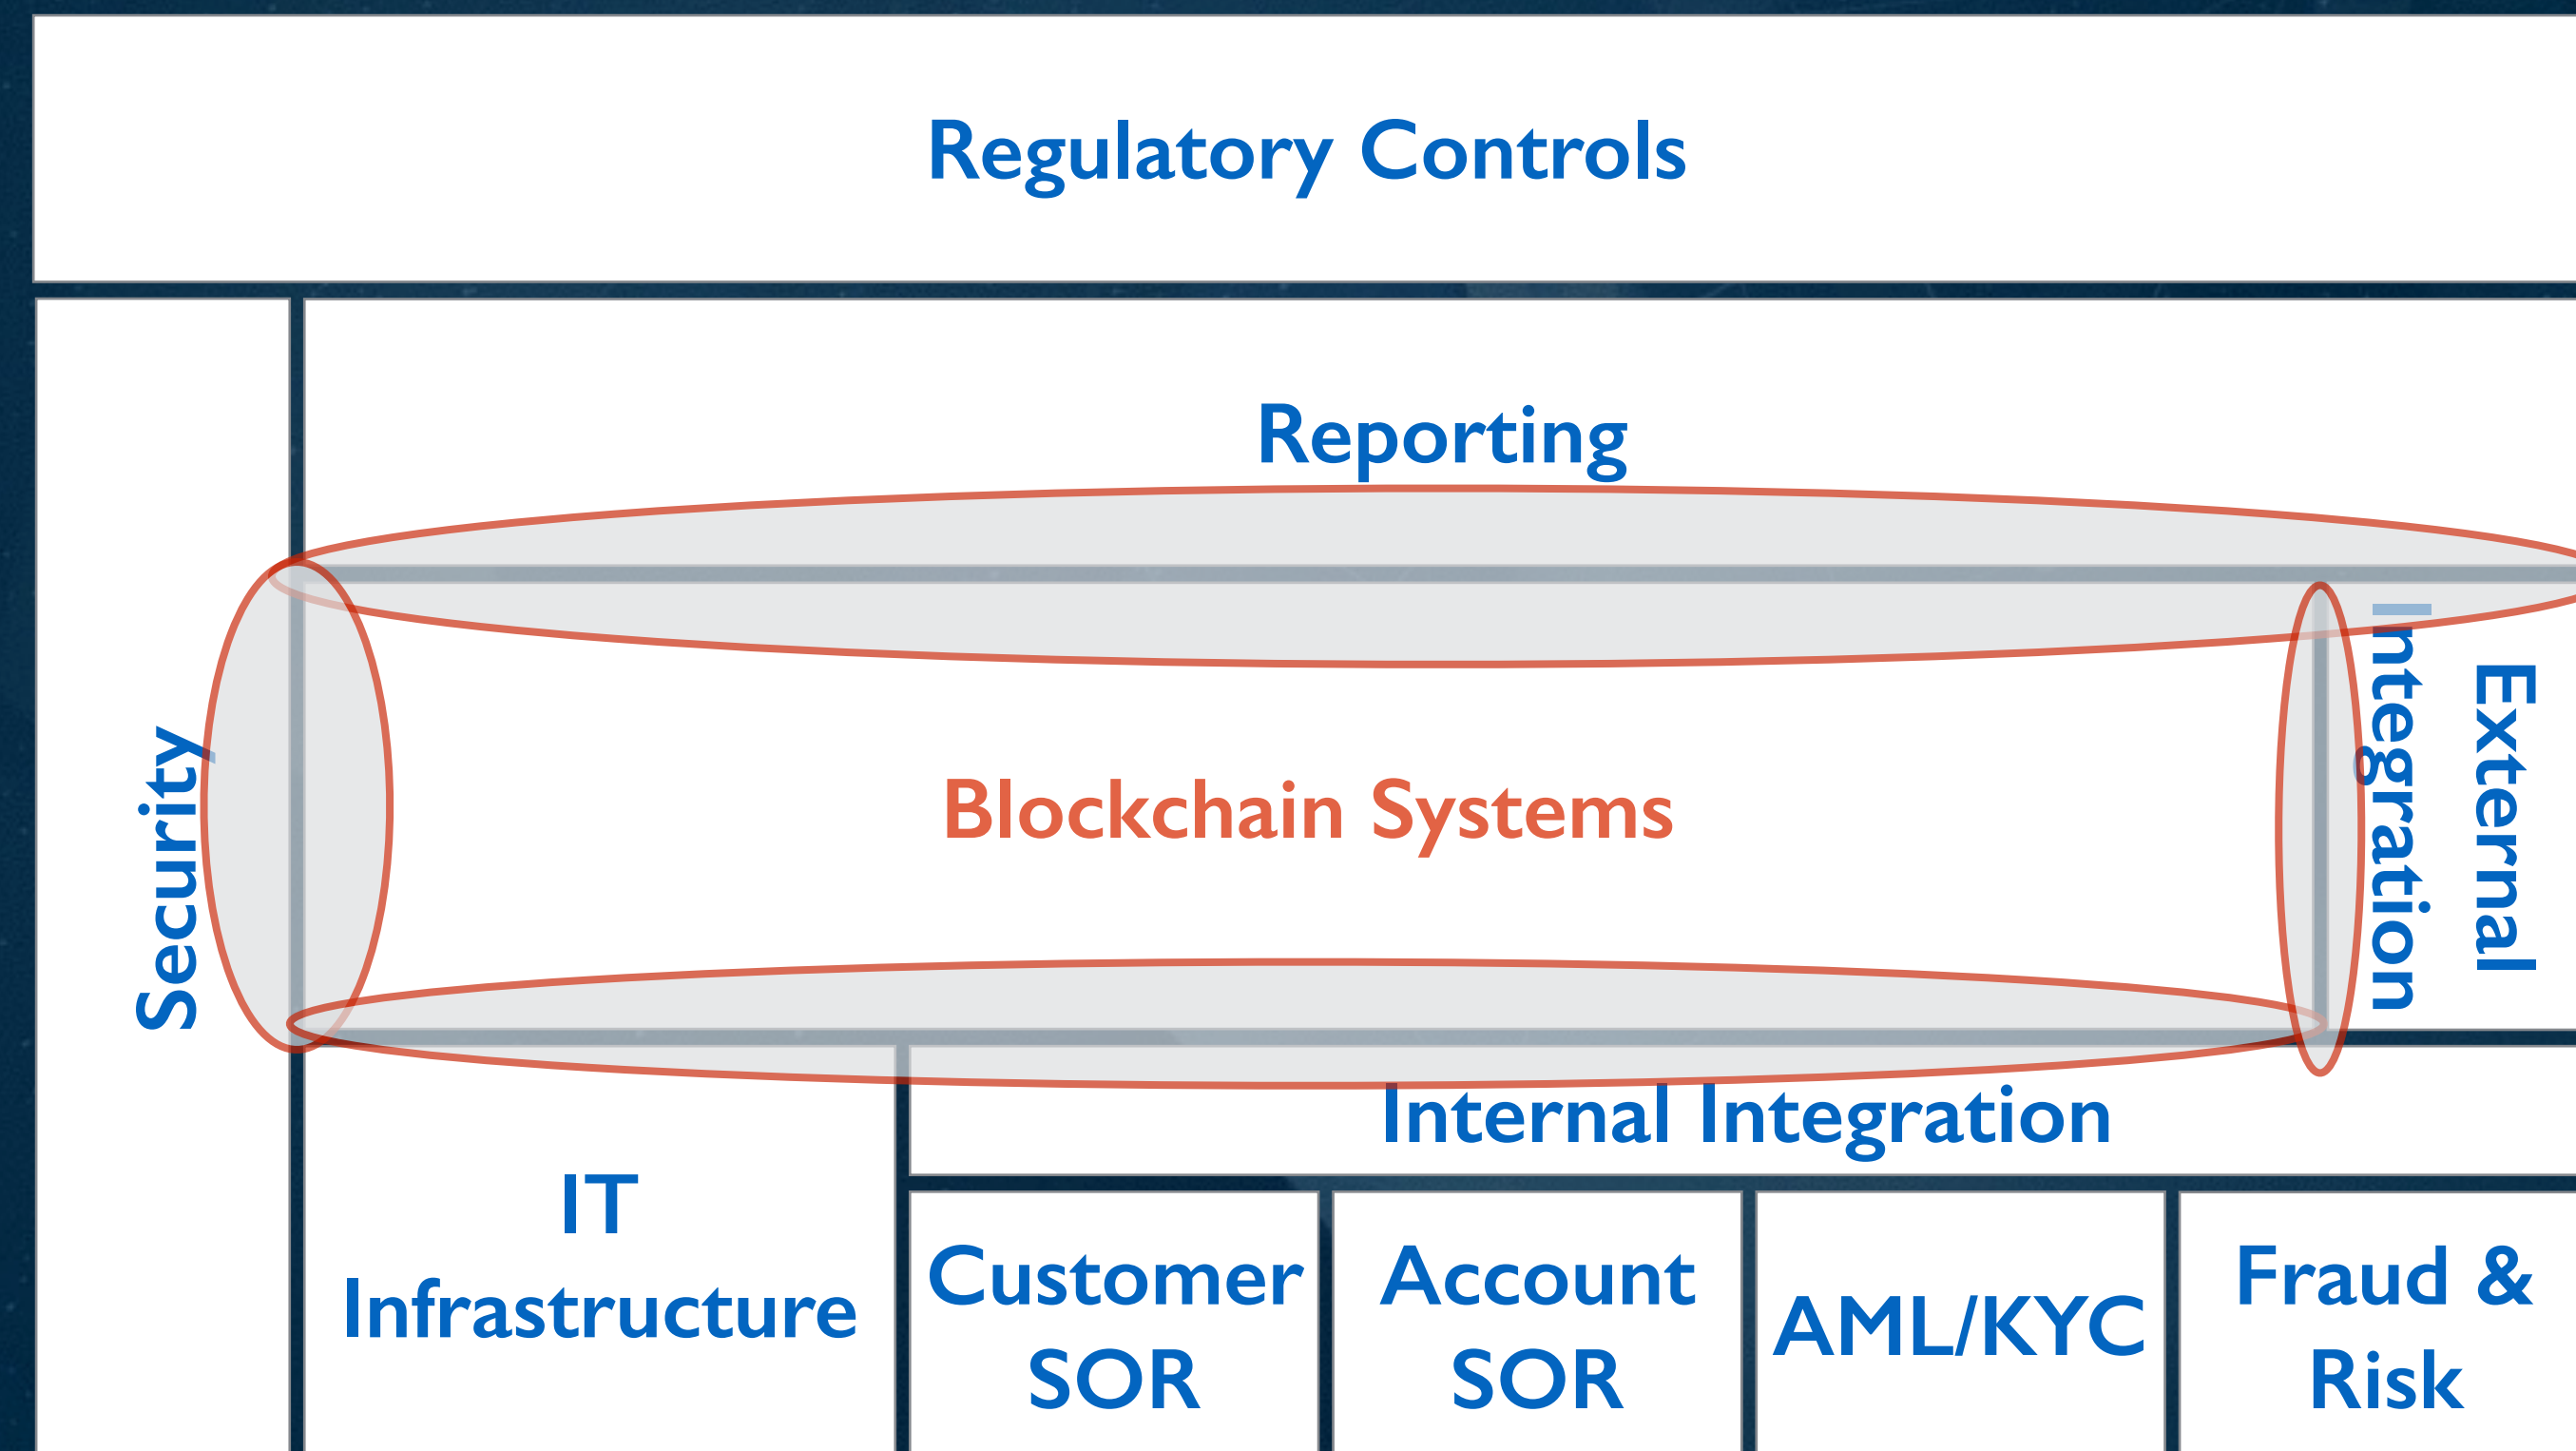 Regulatory Controls
Reporting
Security
Blockchain Systems
External
Integration
Internal Integration
IT
Infrastructure
Customer
SOR
Account
SOR
AML/KYC
Fraud &
Risk